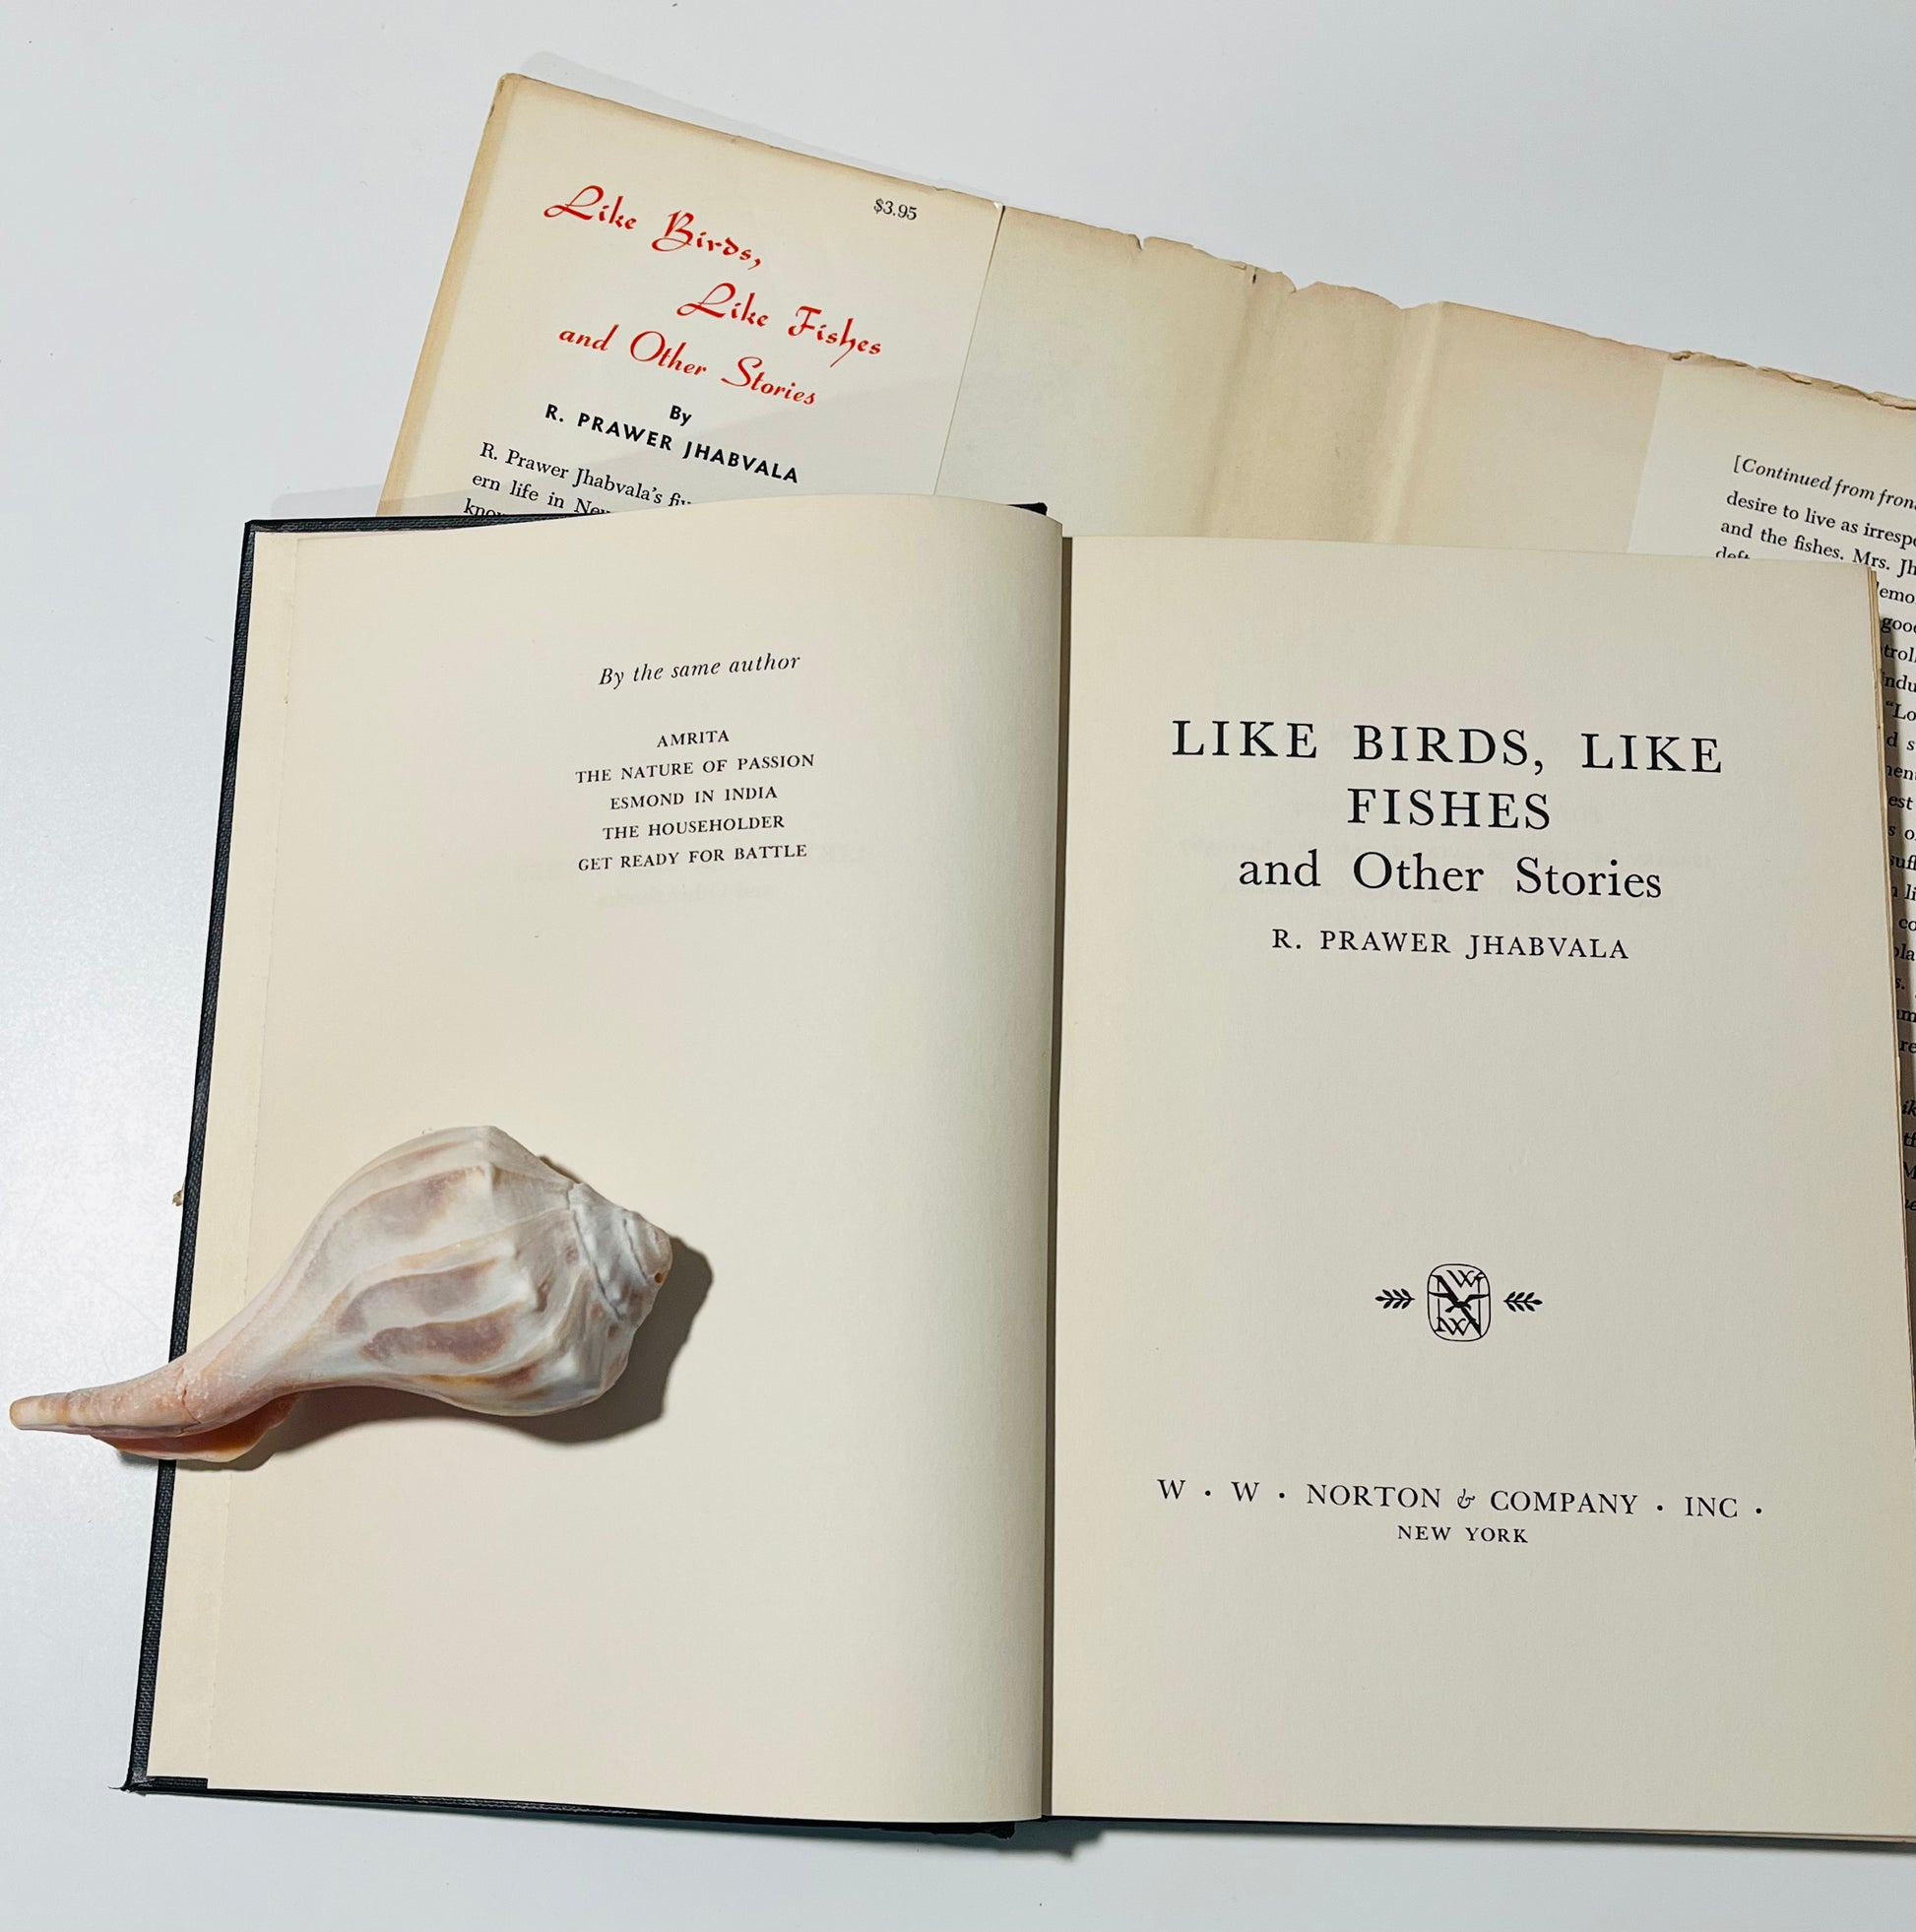 $3.95
Like Birds,
Like Fishes
and Other Stories
By
R. PRAWER JHABVALA
R. Prawer Jhabvala's
ern life in
[Continued from
desire to live as
and the fishes. Mrs.
By the same author
AMRITA
THE NATURE OF PASSION
ESMOND IN INDIA
THE HOUSEHOLDER
GET READY FOR BATTLE
LIKE BIRDS, LIKE
FISHES
and Other Stories
R. PRAWER JHABVALA
W · W · NORTON & COMPANY · INC ·
NEW YORK